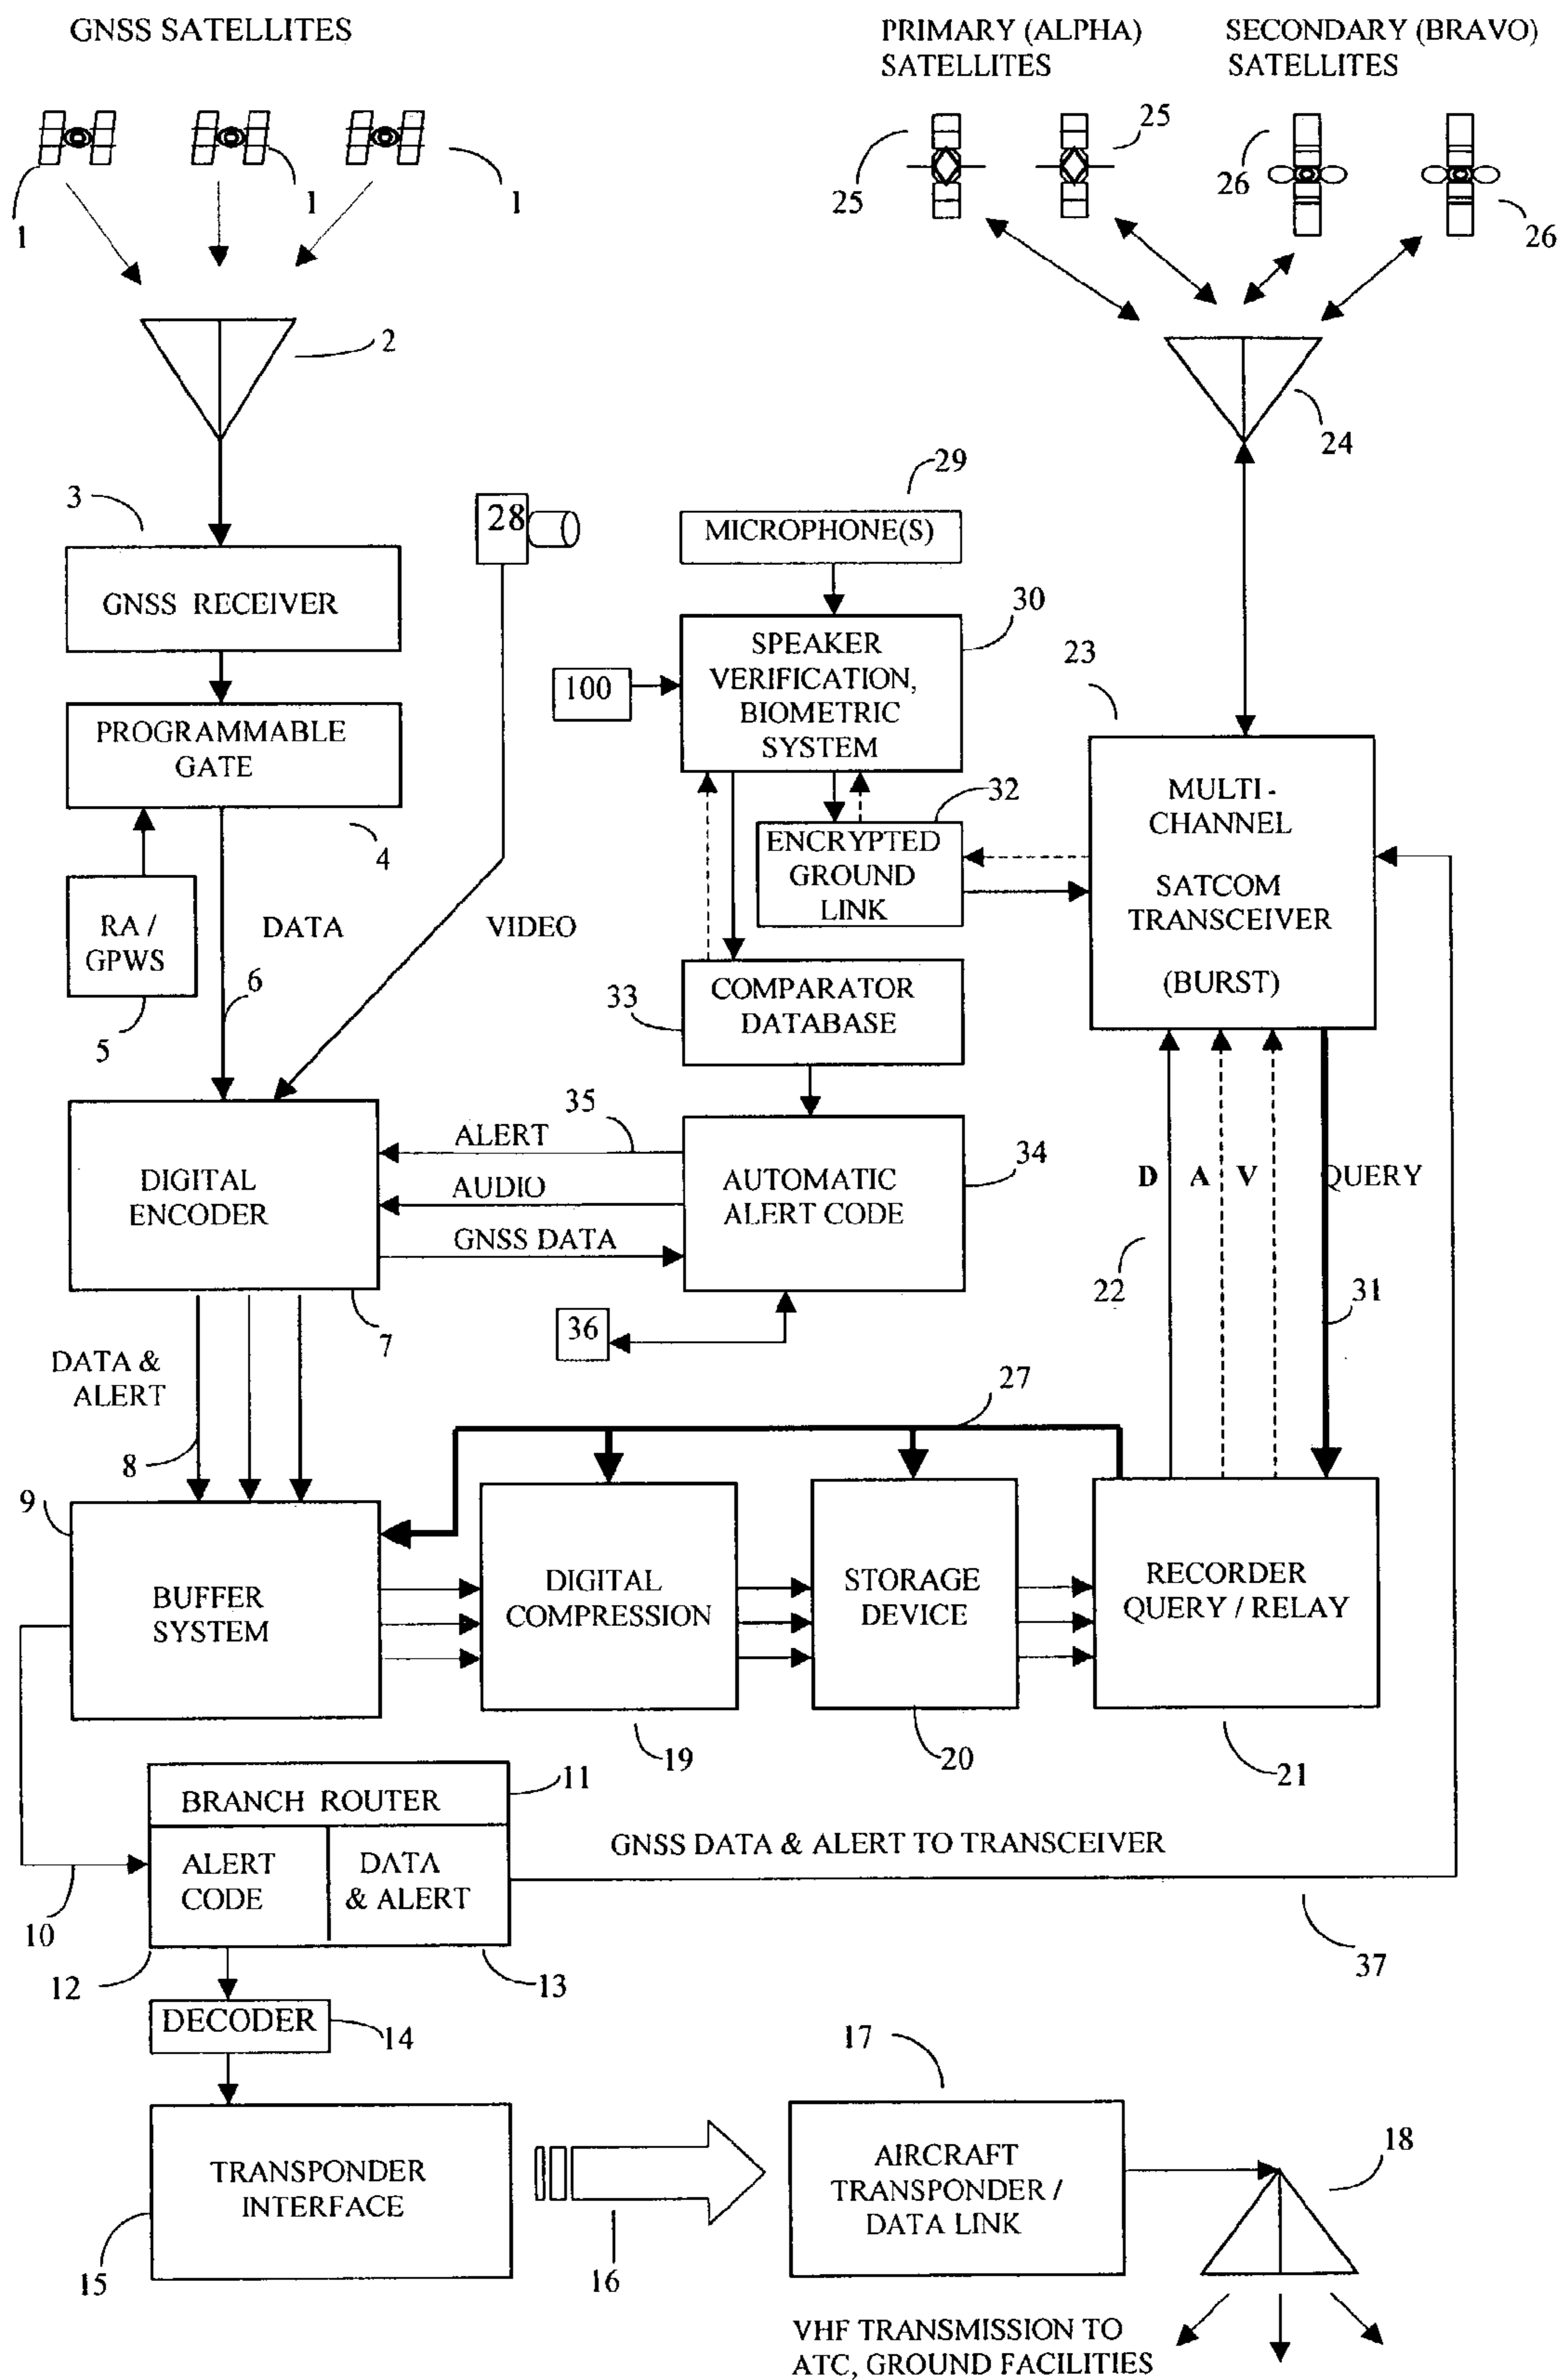 GNSS SATELLITES
PRIMARY (ALPHA)
SATELLITES
SECONDARY (BRAVO)
SATELLITES
1
1
1
25
25
26
26
2
24
3
GNSS RECEIVER
28
29
MICROPHONE(S)
30
SPEAKER
VERIFICATION,
BIOMETRIC
SYSTEM
100
23
MULTI-
CHANNEL
SATCOM
TRANSCEIVER
(BURST)
PROGRAMMABLE
GATE
4
32
ENCRYPTED
GROUND
LINK
RA /
GPWS
5
DATA
6
VIDEO
33
COMPARATOR
DATABASE
DIGITAL
ENCODER
7
35
ALERT
AUDIO
GNSS DATA
34
AUTOMATIC
ALERT CODE
36
D
A
V
QUERY
22
31
DATA &
ALERT
8
27
9
BUFFER
SYSTEM
DIGITAL
COMPRESSION
19
STORAGE
DEVICE
20
RECORDER
QUERY / RELAY
21
10
BRANCH ROUTER
11
ALERT
CODE
DATA
& ALERT
12
13
GNSS DATA & ALERT TO TRANSCEIVER
37
DECODER
14
TRANSPONDER
INTERFACE
15
16
17
AIRCRAFT
TRANSPONDER /
DATA LINK
18
VHF TRANSMISSION TO
ATC, GROUND FACILITIES